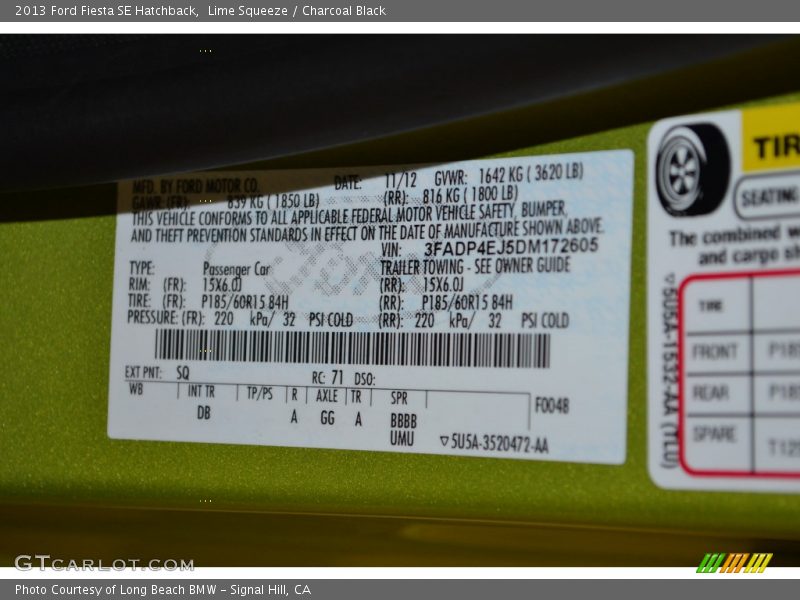 2013 Ford Fiesta SE Hatchback,  Lime Squeeze / Charcoal Black
MFD. BY FORD MOTOR CO. DATE: 11/12 GVWR: 1642 KG ( 3620 LB)
GAWR: (FR): 839 KG ( 1850 LB) (RR): 816 KG ( 1800 LB)
THIS VEHICLE CONFORMS TO ALL APPLICABLE FEDERAL MOTOR VEHICLE SAFETY, BUMPER,
AND THEFT PREVENTION STANDARDS IN EFFECT ON THE DATE OF MANUFACTURE SHOWN ABOVE.
VIN: 3FADP4EJ5DM172605
TYPE: Passenger Car TRAILER TOWING - SEE OWNER GUIDE
RIM: (FR): 15X6.0J (RR): 15X6.0J
TIRE: (FR): P185/60R15 84H (RR): P185/60R15 84H
PRESSURE: (FR): 220 kPa/ 32 PSI COLD (RR): 220 kPa/ 32 PSI COLD
EXT PNT: SQ RC: 71 DSO:
WB INT TR TP/PS R AXLE TR SPR F0048
DB A GG A BBBB
UMU ▽5U5A-3520472-AA
TIR
SEATING
The combined w
and cargo sh
▽5U5A-1532-AA (TLU)
TIRE
FRONT P185
REAR P185
SPARE T125
GTCARLOT.COM
Photo Courtesy of Long Beach BMW – Signal Hill, CA